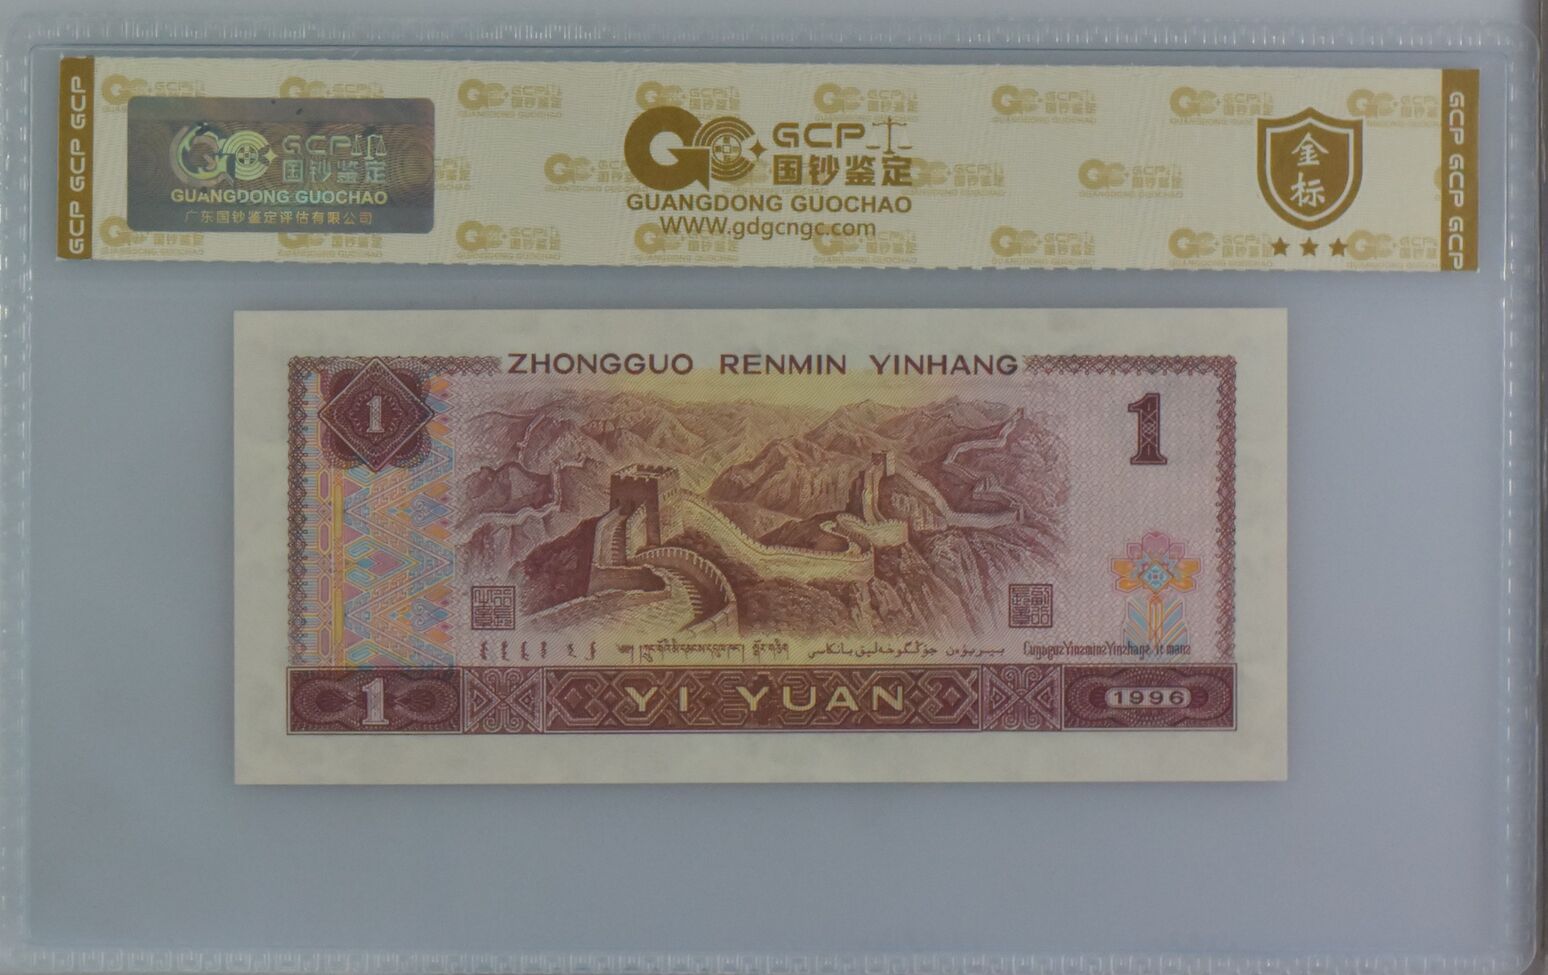 GCP GCP GCP
GCP
国钞鉴定
GUANGDONG GUOCHAO
广东国钞鉴定评估有限公司
GCP
国钞鉴定
GUANGDONG GUOCHAO
WWW.gdgcngc.com
金标
GCP GCP GCP
ZHONGGUO RENMIN YINHANG
1
1
1
YI YUAN
1996